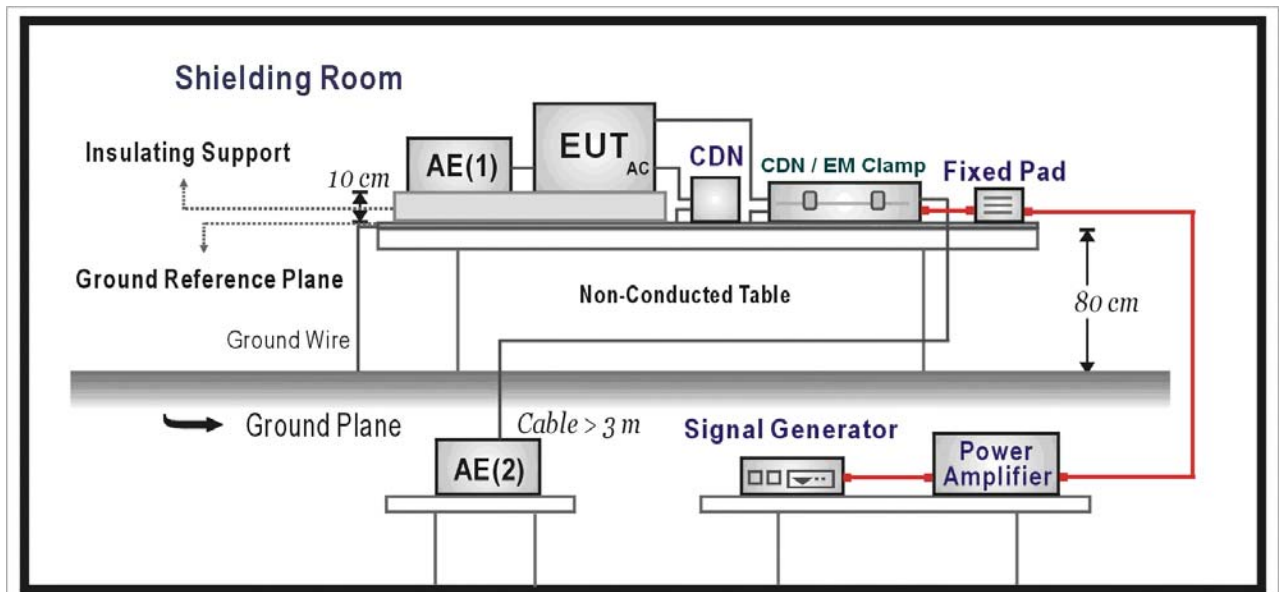 Shielding Room
Insulating Support
10 cm
AE(1)
EUT
AC
CDN
CDN / EM Clamp
Fixed Pad
Ground Reference Plane
Non-Conducted Table
80 cm
Ground Wire
Ground Plane
Cable > 3 m
AE(2)
Signal Generator
Power
Amplifier